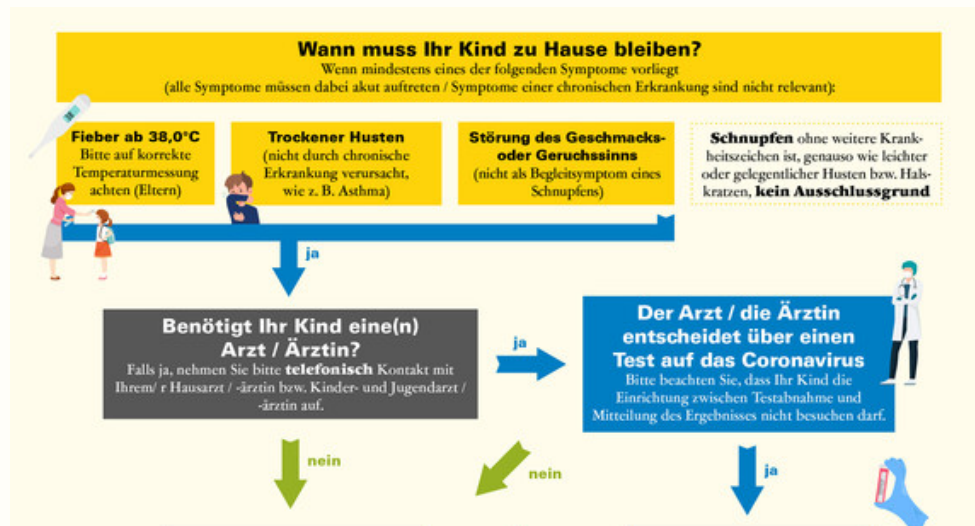 Wann muss Ihr Kind zu Hause bleiben?
Wenn mindestens eines der folgenden Symptome vorliegt
(alle Symptome müssen dabei akut auftreten / Symptome einer chronischen Erkrankung sind nicht relevant):
Fieber ab 38,0°C
Bitte auf korrekte
Temperaturmessung
achten (Eltern)
Trockener Husten
(nicht durch chronische
Erkrankung verursacht,
wie z. B. Asthma)
Störung des Geschmacks-
oder Geruchssinns
(nicht als Begleitsymptom eines
Schnupfens)
Schnupfen ohne weitere Krank-
heitszeichen ist, genauso wie leichter
oder gelegentlicher Husten bzw. Hals-
kratzen, kein Ausschlussgrund
ja
Benötigt Ihr Kind eine(n)
Arzt / Ärztin?
Falls ja, nehmen Sie bitte telefonisch Kontakt mit
Ihrem/ r Hausarzt / -ärztin bzw. Kinder- und Jugendarzt /
-ärztin auf.
ja
Der Arzt / die Ärztin
entscheidet über einen
Test auf das Coronavirus
Bitte beachten Sie, dass Ihr Kind die
Einrichtung zwischen Testabnahme und
Mitteilung des Ergebnisses nicht besuchen darf.
nein
nein
ja